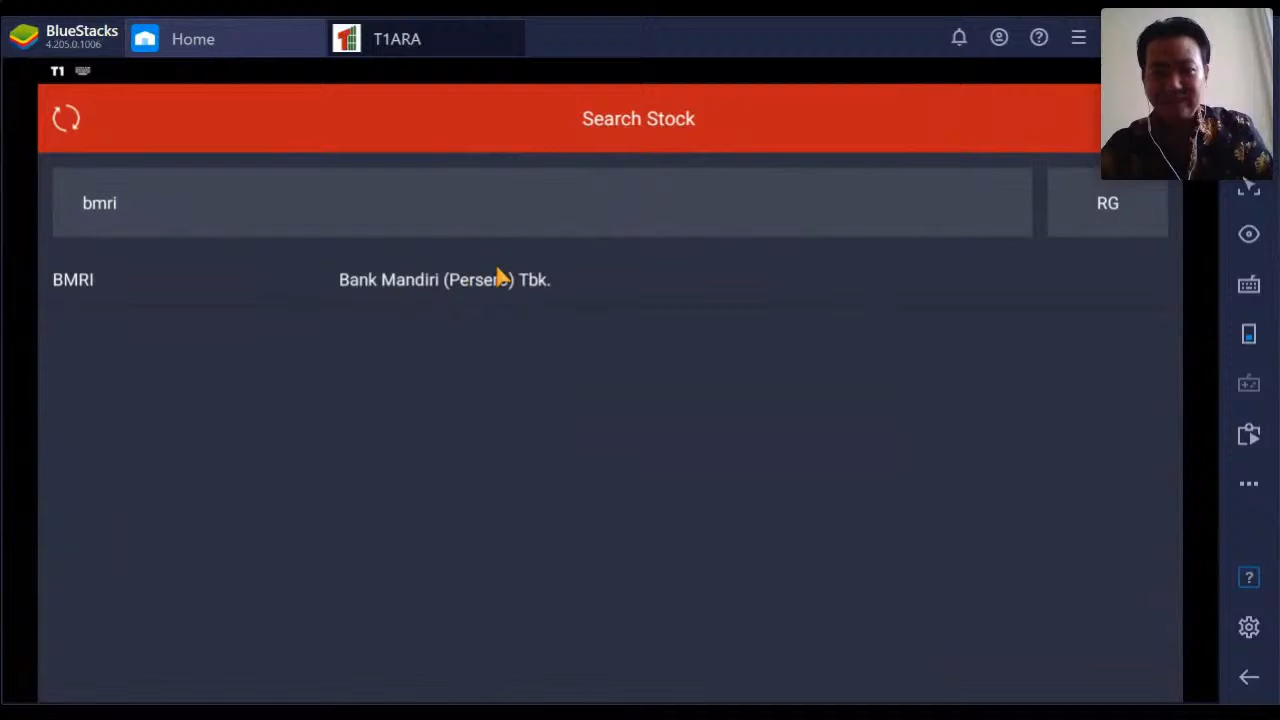 BlueStacks
4.205.0.1006
Home
T1ARA
T1
Search Stock
bmri
RG
BMRI
Bank Mandiri (Persero) Tbk.